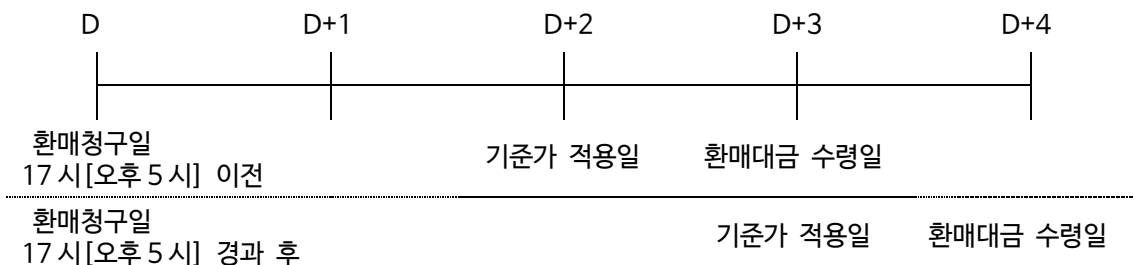 D D+1 D+2 D+3 D+4
환매청구일
17시[오후 5시] 이전
기준가 적용일 환매대금 수령일
환매청구일
17시[오후 5시] 경과 후
기준가 적용일 환매대금 수령일